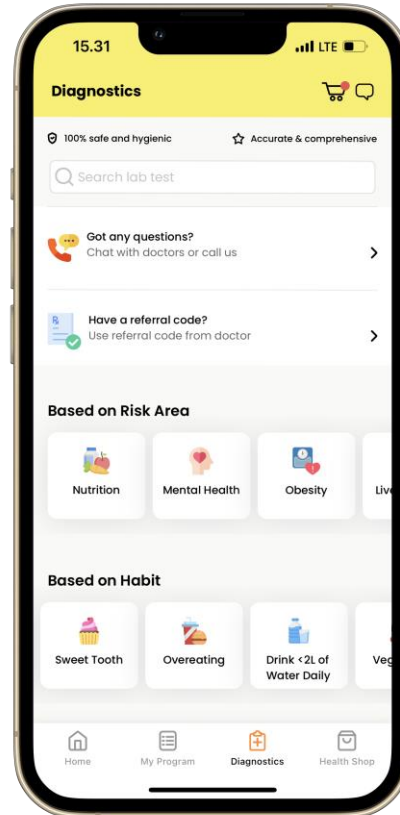 15.31
LTE
Diagnostics
100% safe and hygienic
Accurate & comprehensive
Search lab test
Got any questions?
Chat with doctors or call us
Have a referral code?
Use referral code from doctor
Based on Risk Area
Nutrition
Mental Health
Obesity
Live
Based on Habit
Sweet Tooth
Overeating
Drink <2L of
Water Daily
Veg
Home
My Program
Diagnostics
Health Shop